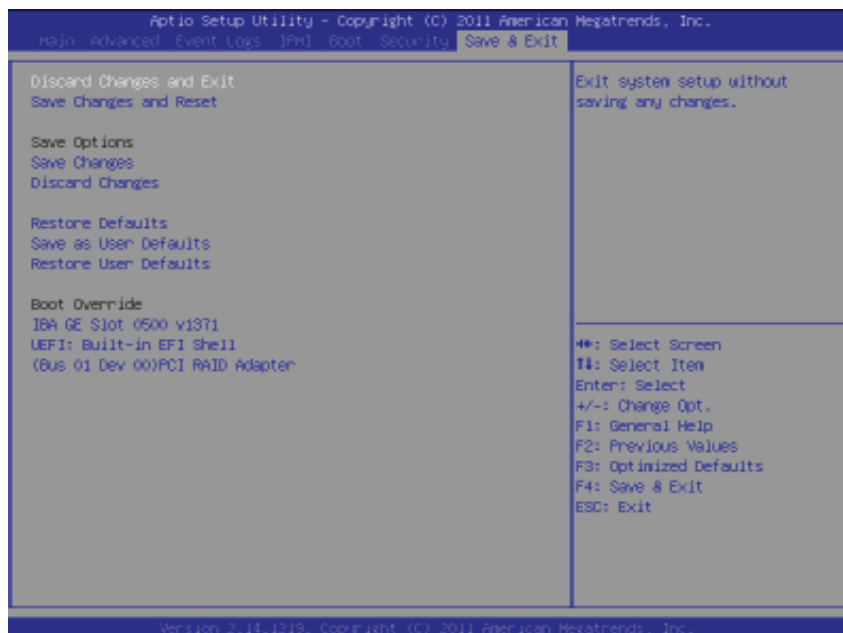 Aptio Setup Utility - Copyright (C) 2011 American Megatrends, Inc.
Main Advanced Event Logs IPMI Boot Security Save & Exit
Discard Changes and Exit
Save Changes and Reset
Save Options
Save Changes
Discard Changes
Restore Defaults
Save as User Defaults
Restore User Defaults
Boot Override
IBA GE Slot 0500 v1371
UEFI: Built-in EFI Shell
(Bus 01 Dev 00)PCI RAID Adapter
Exit system setup without
saving any changes.
→←: Select Screen
↑↓: Select Item
Enter: Select
+/-: Change Opt.
F1: General Help
F2: Previous Values
F3: Optimized Defaults
F4: Save & Exit
ESC: Exit
Version 2.14.1219. Copyright (C) 2011 American Megatrends, Inc.